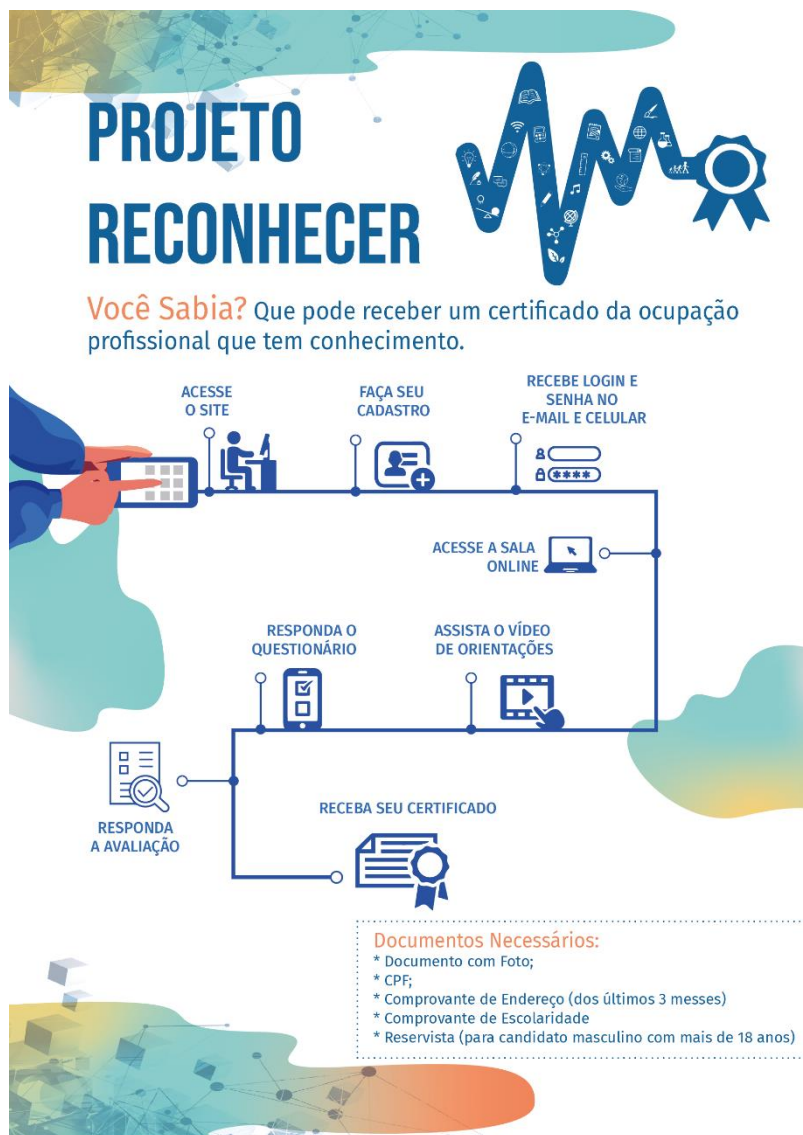 PROJETO
RECONHECER
Você Sabia? Que pode receber um certificado da ocupação
profissional que tem conhecimento.
ACESSE
O SITE
FAÇA SEU
CADASTRO
RECEBE LOGIN E
SENHA NO
E-MAIL E CELULAR
****
ACESSE A SALA
ONLINE
RESPONDA O
QUESTIONÁRIO
ASSISTA O VÍDEO
DE ORIENTAÇÕES
RESPONDA
A AVALIAÇÃO
RECEBA SEU CERTIFICADO
Documentos Necessários:
* Documento com Foto;
* CPF;
* Comprovante de Endereço (dos últimos 3 messes)
* Comprovante de Escolaridade
* Reservista (para candidato masculino com mais de 18 anos)